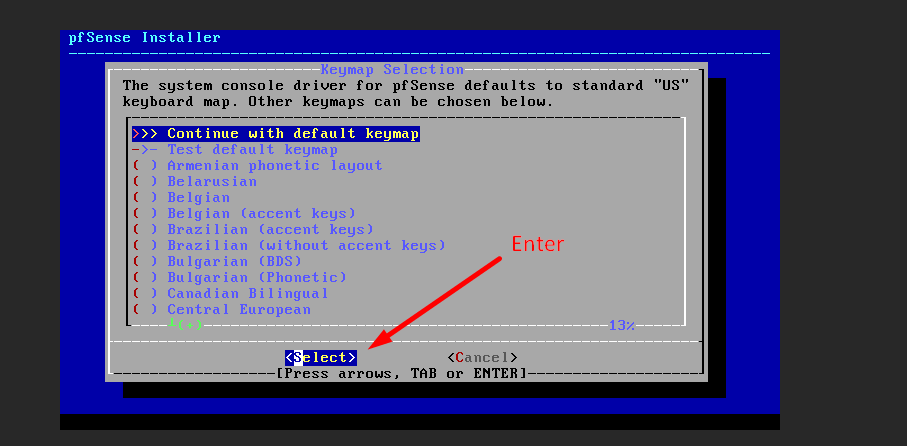 pfSense Installer
Keymap Selection
The system console driver for pfSense defaults to standard "US"
keyboard map. Other keymaps can be chosen below.
>>> Continue with default keymap
->- Test default keymap
( ) Armenian phonetic layout
( ) Belarusian
( ) Belgian
( ) Belgian (accent keys)
( ) Brazilian (accent keys)
( ) Brazilian (without accent keys)
Enter
( ) Bulgarian (BDS)
( ) Bulgarian (Phonetic)
( ) Canadian Bilingual
( ) Central European
↑(+) 13%
<Select> <Cancel>
[Press arrows, TAB or ENTER]